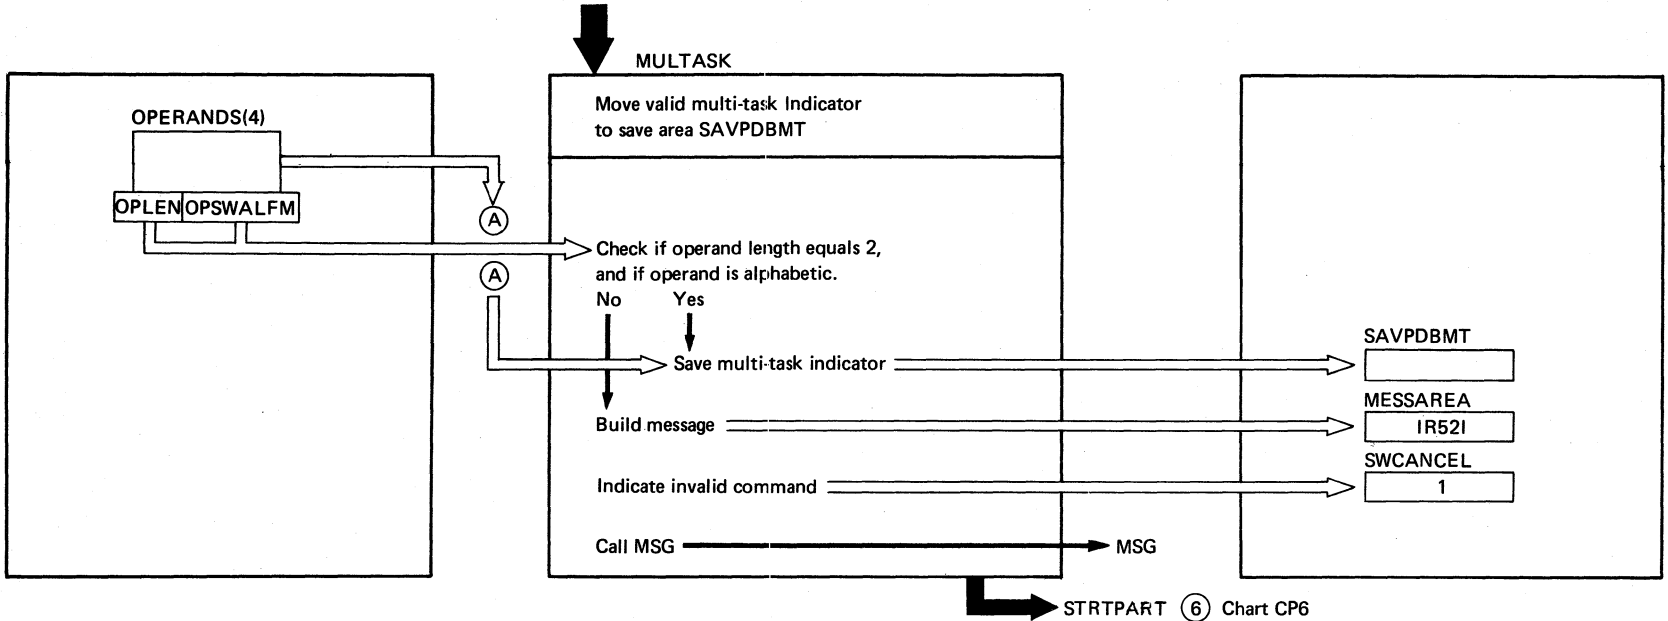 MULTASK
Move valid multi-task Indicator
to save area SAVPDBMT
OPERANDS(4)
OPLEN OPSWALFM
A
Check if operand length equals 2,
and if operand is alphabetic.
A
No Yes
Save multi-task indicator
SAVPDBMT
Build message
MESSAREA
IR52I
Indicate invalid command
SWCANCEL
1
Call MSG
MSG
STRTPART 6 Chart CP6